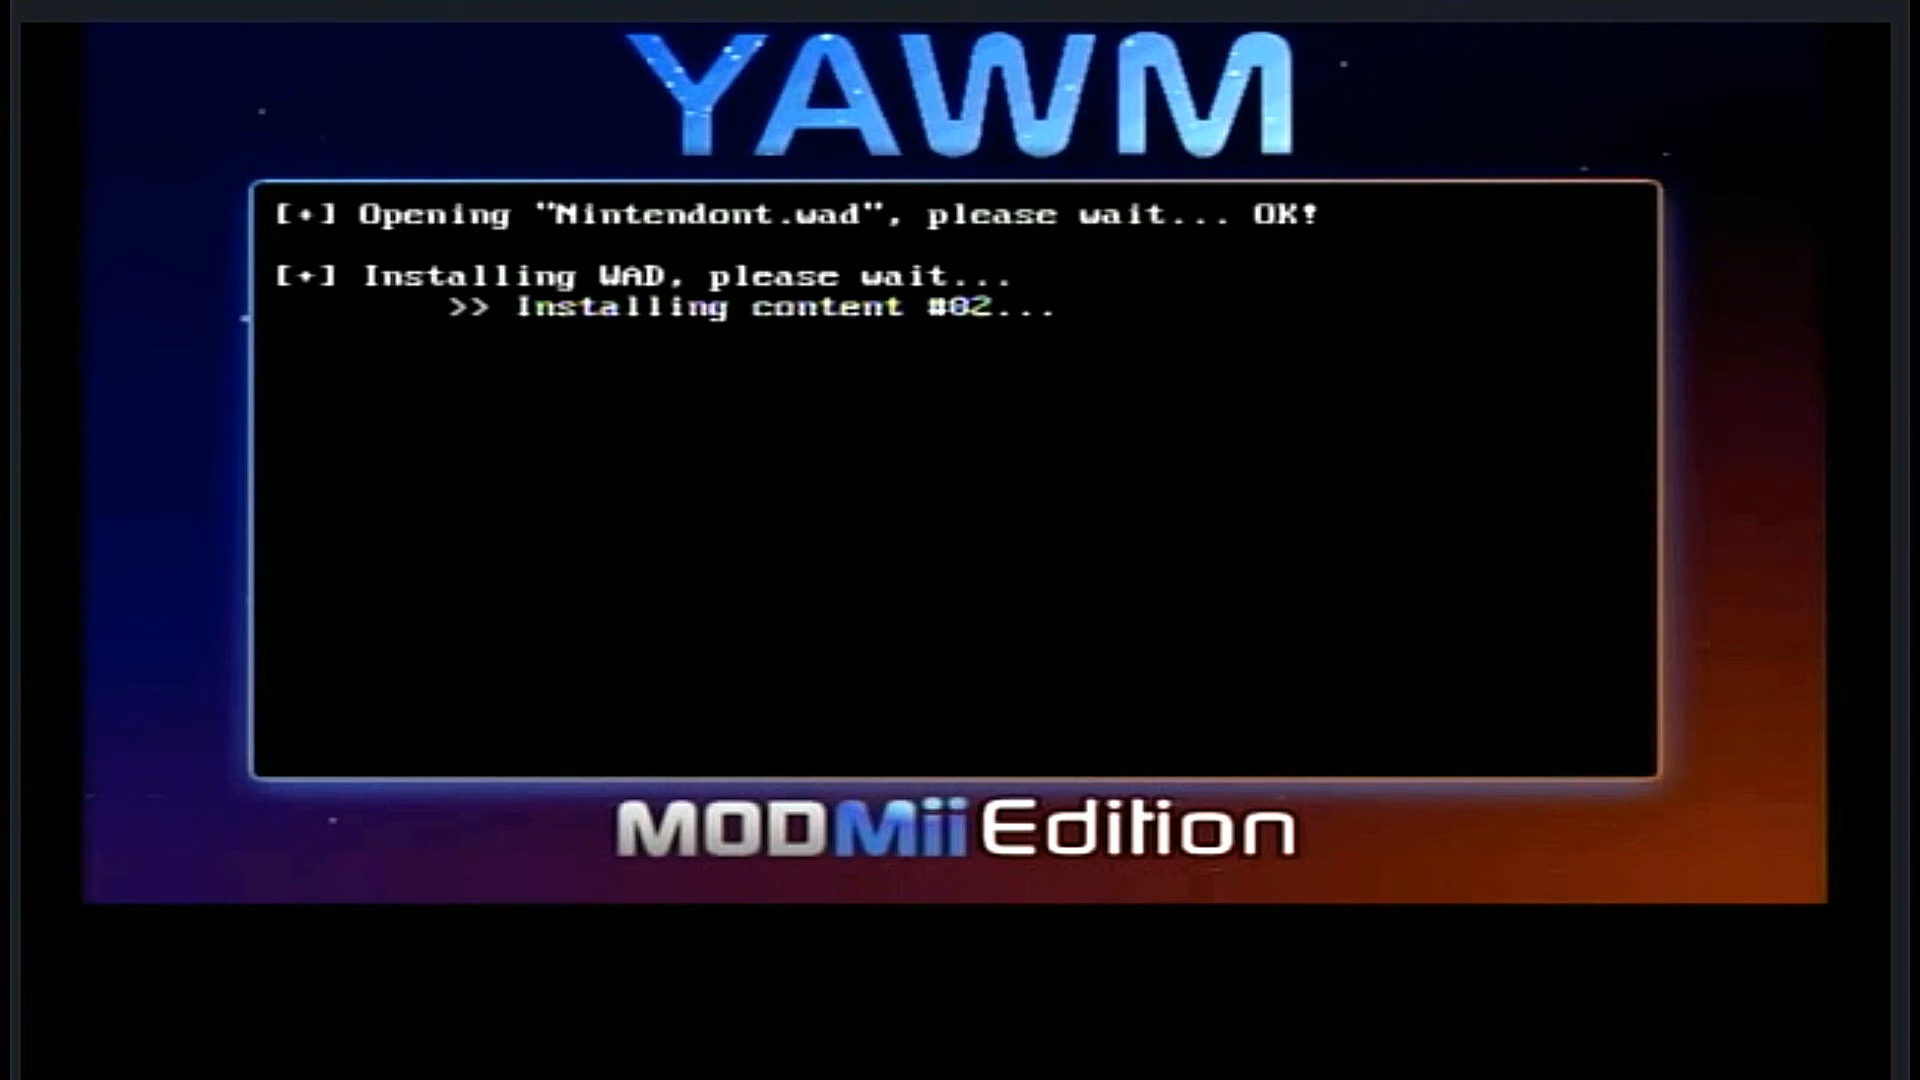 YAWM
[+] Opening "Nintendont.wad", please wait... OK!
[+] Installing WAD, please wait...
>> Installing content #02...
MODMii Edition